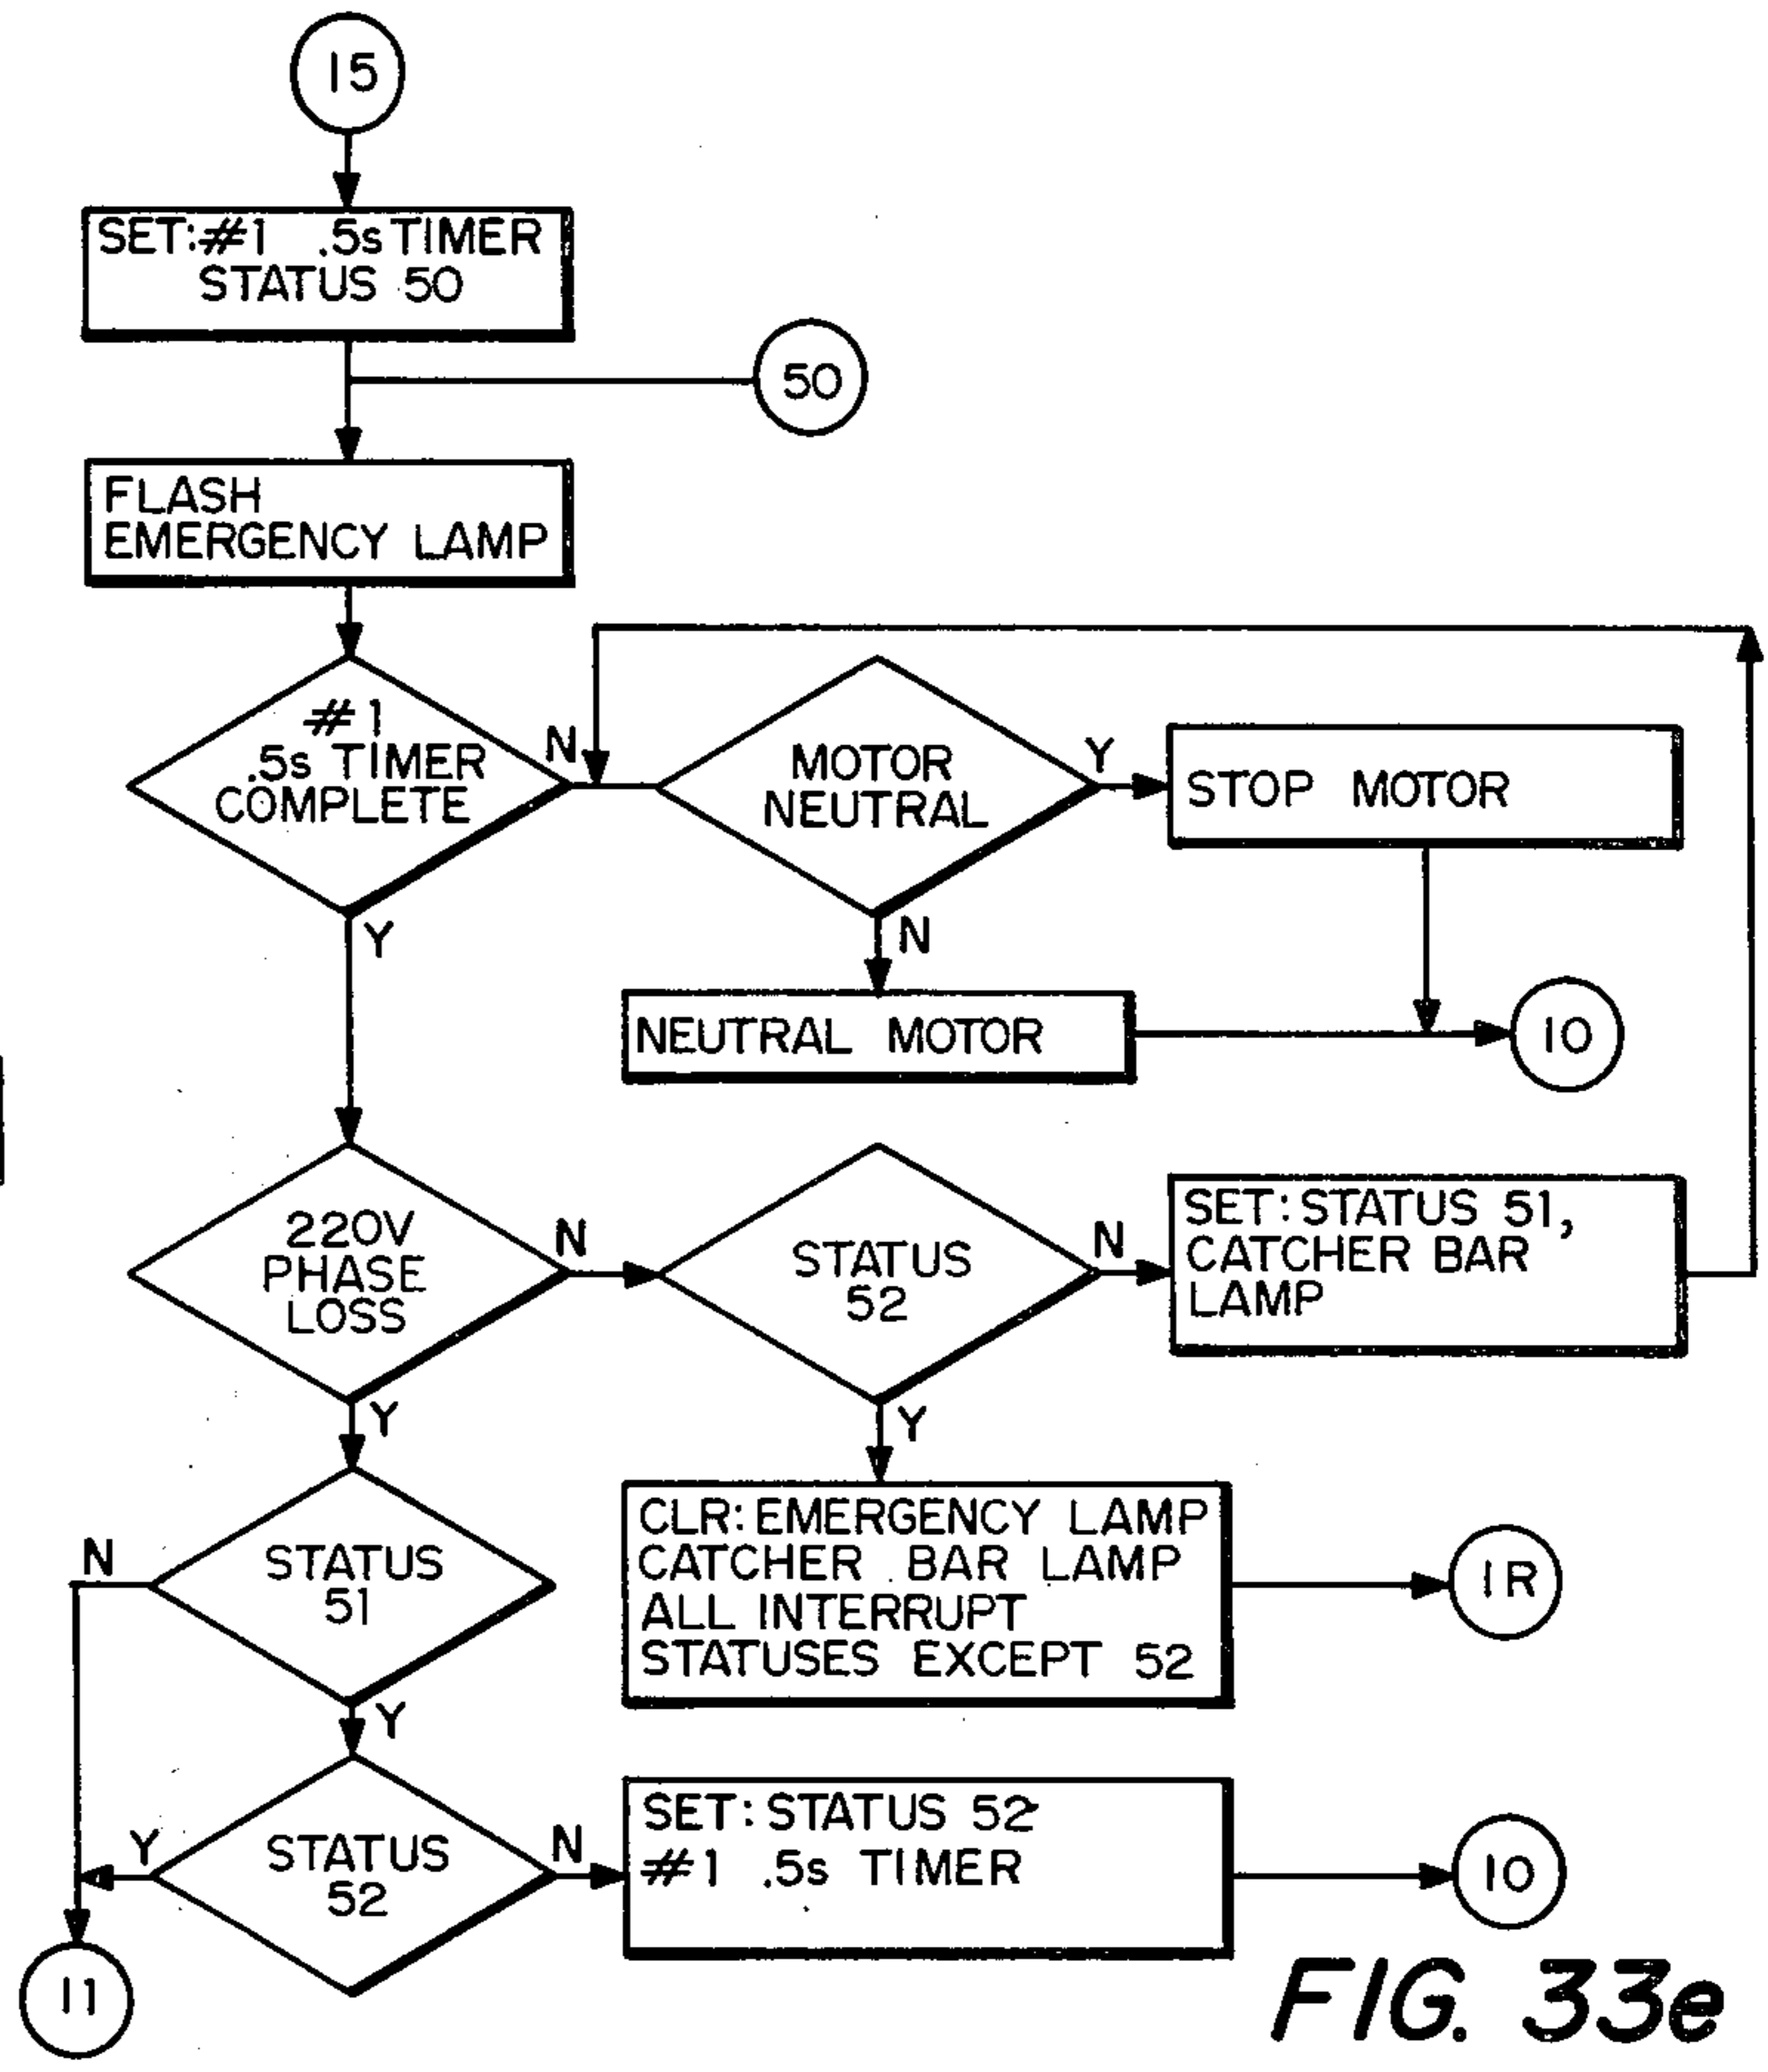 15
SET:#1 .5s TIMER
STATUS 50
50
FLASH
EMERGENCY LAMP
#1
.5s TIMER
COMPLETE
N
Y
MOTOR
NEUTRAL
Y
N
STOP MOTOR
NEUTRAL MOTOR
10
220V
PHASE
LOSS
N
Y
STATUS
52
N
Y
SET: STATUS 51,
CATCHER BAR
LAMP
STATUS
51
N
Y
CLR: EMERGENCY LAMP
CATCHER BAR LAMP
ALL INTERRUPT
STATUSES EXCEPT 52
1R
STATUS
52
Y
N
SET: STATUS 52
#1 .5s TIMER
10
11
FIG. 33e